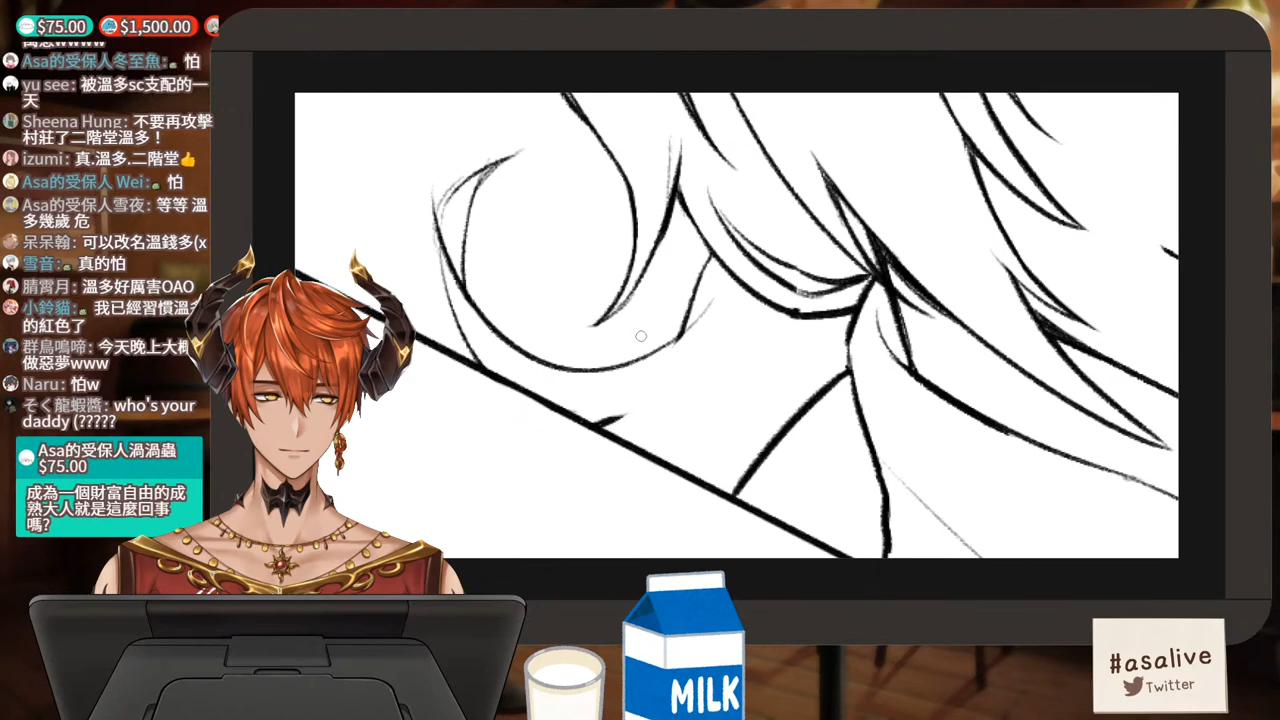 $75.00 $1,500.00
Asa的受保人冬至魚: 怕
yu see: 被溫多sc支配的一
天
Sheena Hung: 不要再攻擊
村莊了二階堂溫多！
izumi: 真.溫多.二階堂👍
Asa的受保人 Wei: 怕
Asa的受保人雪夜: 等等 溫
多幾歲 危
呆呆翰: 可以改名溫錢多(x
雪音: 真的怕
腈霄月: 溫多好厲害OAO
小鈴貓: 我已經習慣溫
的紅色了
群鳥鳴啼: 今天晚上大
做惡夢www
Naru: 怕w
そく龍蝦醬: who's your
daddy (?????
Asa的受保人渦渦蟲
$75.00
成為一個財富自由的成
熟大人就是這麼回事
嗎?
MILK
#asalive
Twitter